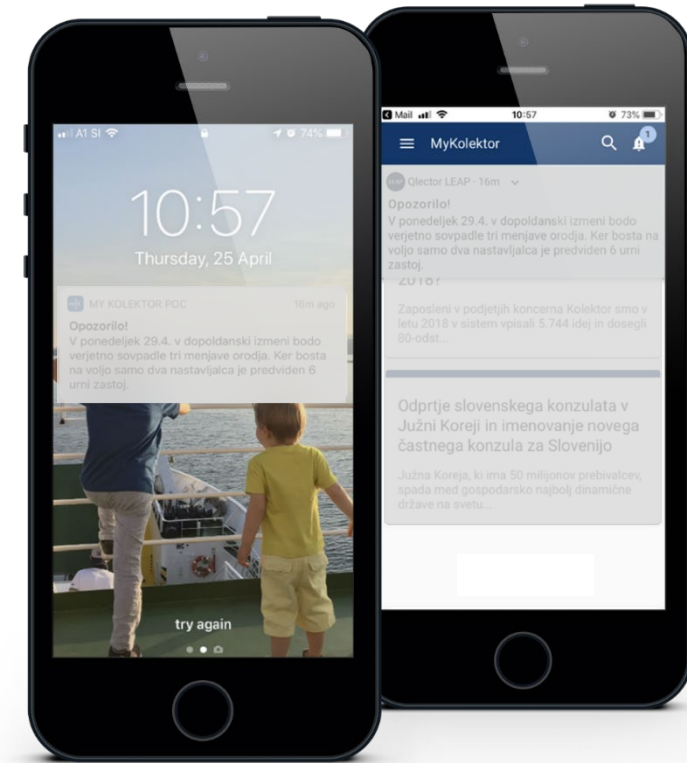 A1 SI
74%
10:57
Thursday, 25 April
MY KOLEKTOR POC 16m ago
Opozorilo!
V ponedeljek 29.4. v dopoldanski izmeni bodo
verjetno sovpadle tri menjave orodja. Ker bosta
na voljo samo dva nastavljalca je predviden 6
urni zastoj.
try again
Mail 10:57 73%
MyKolektor 1
LEAP Qlector LEAP - 16m
Opozorilo!
V ponedeljek 29.4. v dopoldanski izmeni bodo
verjetno sovpadle tri menjave orodja. Ker bosta na
voljo samo dva nastavljalca je predviden 6 urni
zastoj.
2018?
Zaposleni v podjetjih koncerna Kolektor smo v
letu 2018 v sistem vpisali 5.744 idej in dosegli
80-odst...
Odprtje slovenskega konzulata v
Južni Koreji in imenovanje novega
častnega konzula za Slovenijo
Južna Koreja, ki ima 50 milijonov prebivalcev,
spada med gospodarsko najbolj dinamične
države na svetu...